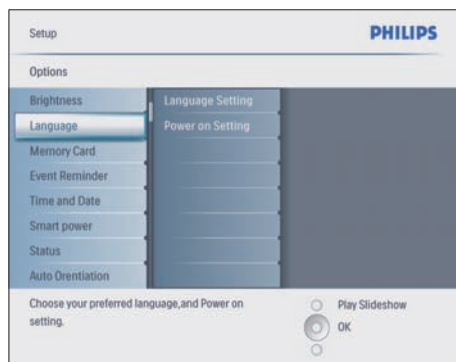 Setup
PHILIPS
Options
Brightness
Language Setting
Language
Power on Setting
Memory Card
Event Reminder
Time and Date
Smart power
Status
Auto Orentiation
Choose your preferred language,and Power on
setting.
Play Slideshow
OK